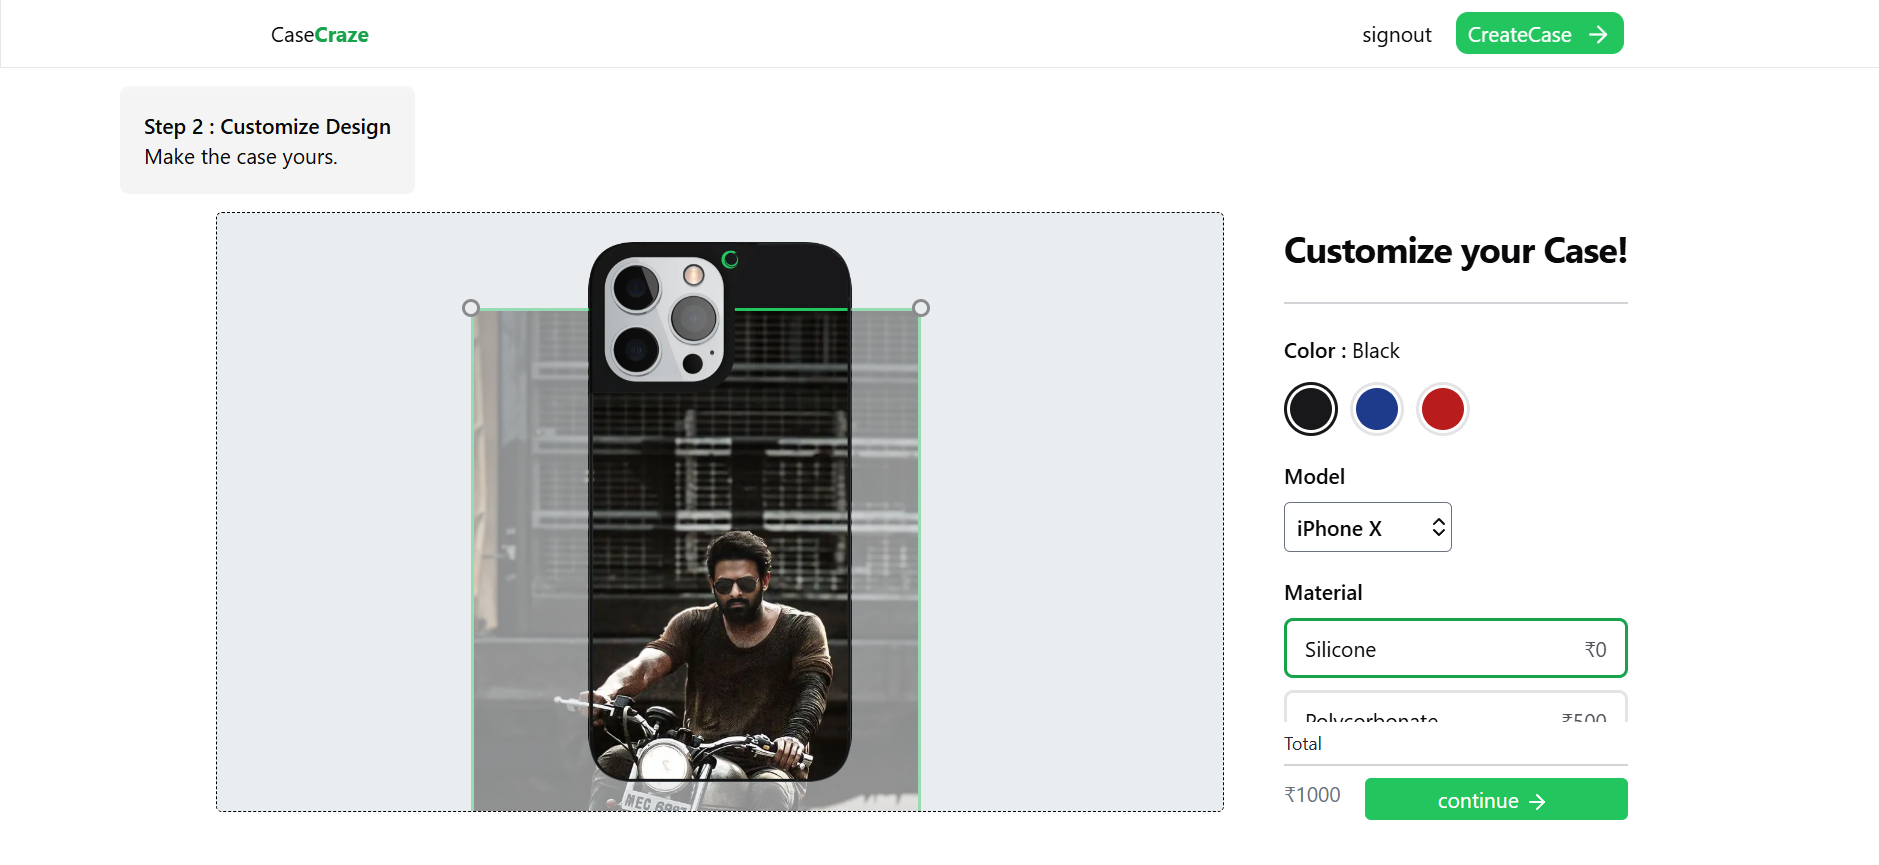 CaseCraze
signout
CreateCase
Step 2 : Customize Design
Make the case yours.
Customize your Case!
Color : Black
Model
iPhone X
Material
Silicone ₹0
Polycorbonate ₹500
Total
₹1000
continue